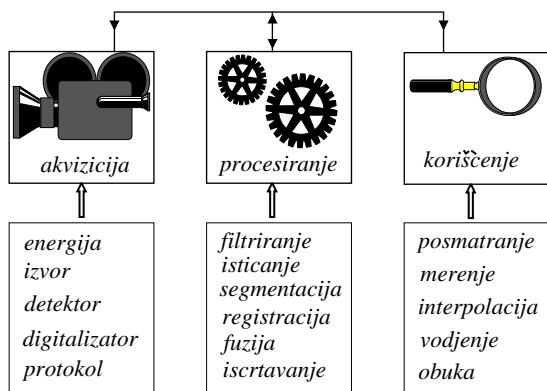 akvizicija
procesiranje
korišćenje
energija
izvor
detektor
digitalizator
protokol
filtriranje
isticanje
segmentacija
registracija
fuzija
iscrtavanje
posmatranje
merenje
interpolacija
vodjenje
obuka